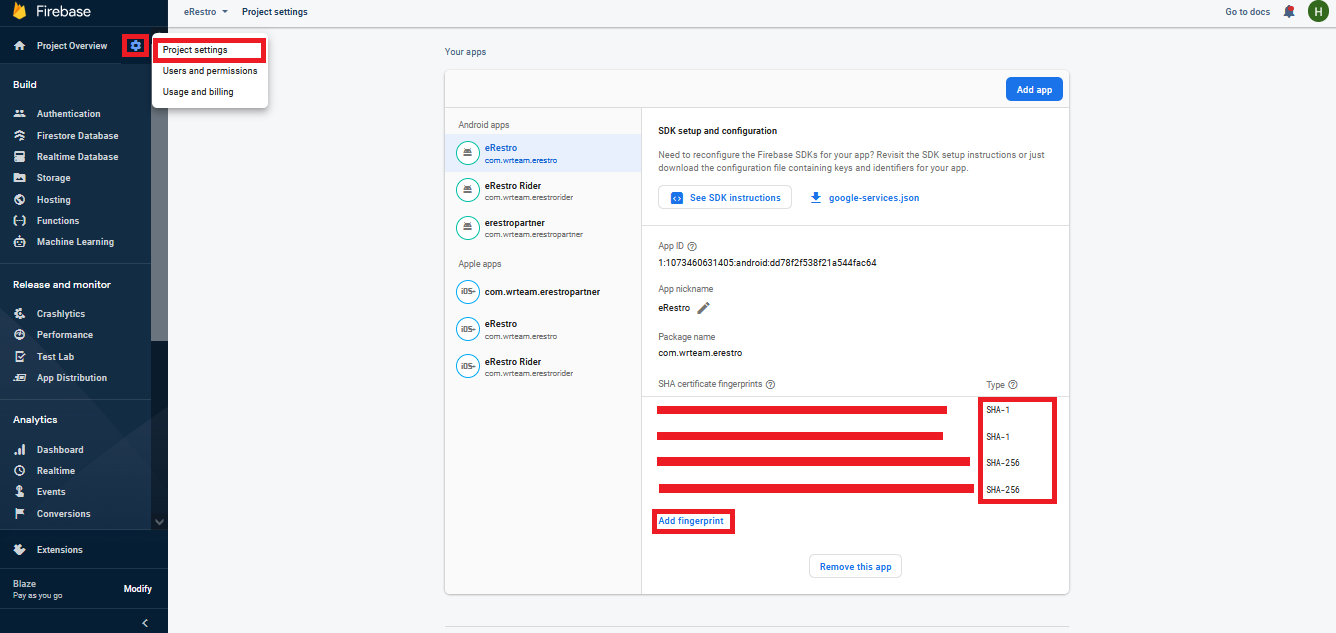 Firebase
eRestro
Project settings
Go to docs
H
Project Overview
Project settings
Users and permissions
Usage and billing
Build
Authentication
Firestore Database
Realtime Database
Storage
Hosting
Functions
Machine Learning
Release and monitor
Crashlytics
Performance
Test Lab
App Distribution
Analytics
Dashboard
Realtime
Events
Conversions
Extensions
Blaze
Pay as you go
Modify
Your apps
Add app
Android apps
eRestro
com.wrteam.erestro
eRestro Rider
com.wrteam.erestrorider
erestropartner
com.wrteam.erestropartner
Apple apps
iOS+
com.wrteam.erestropartner
iOS+
eRestro
com.wrteam.erestro
iOS+
eRestro Rider
com.wrteam.erestrorider
SDK setup and configuration
Need to reconfigure the Firebase SDKs for your app? Revisit the SDK setup instructions or just
download the configuration file containing keys and identifiers for your app.
See SDK instructions
google-services.json
App ID
1:1073460631405:android:dd78f2f538f21a544fac64
App nickname
eRestro
Package name
com.wrteam.erestro
SHA certificate fingerprints
Type
SHA-1
SHA-1
SHA-256
SHA-256
Add fingerprint
Remove this app